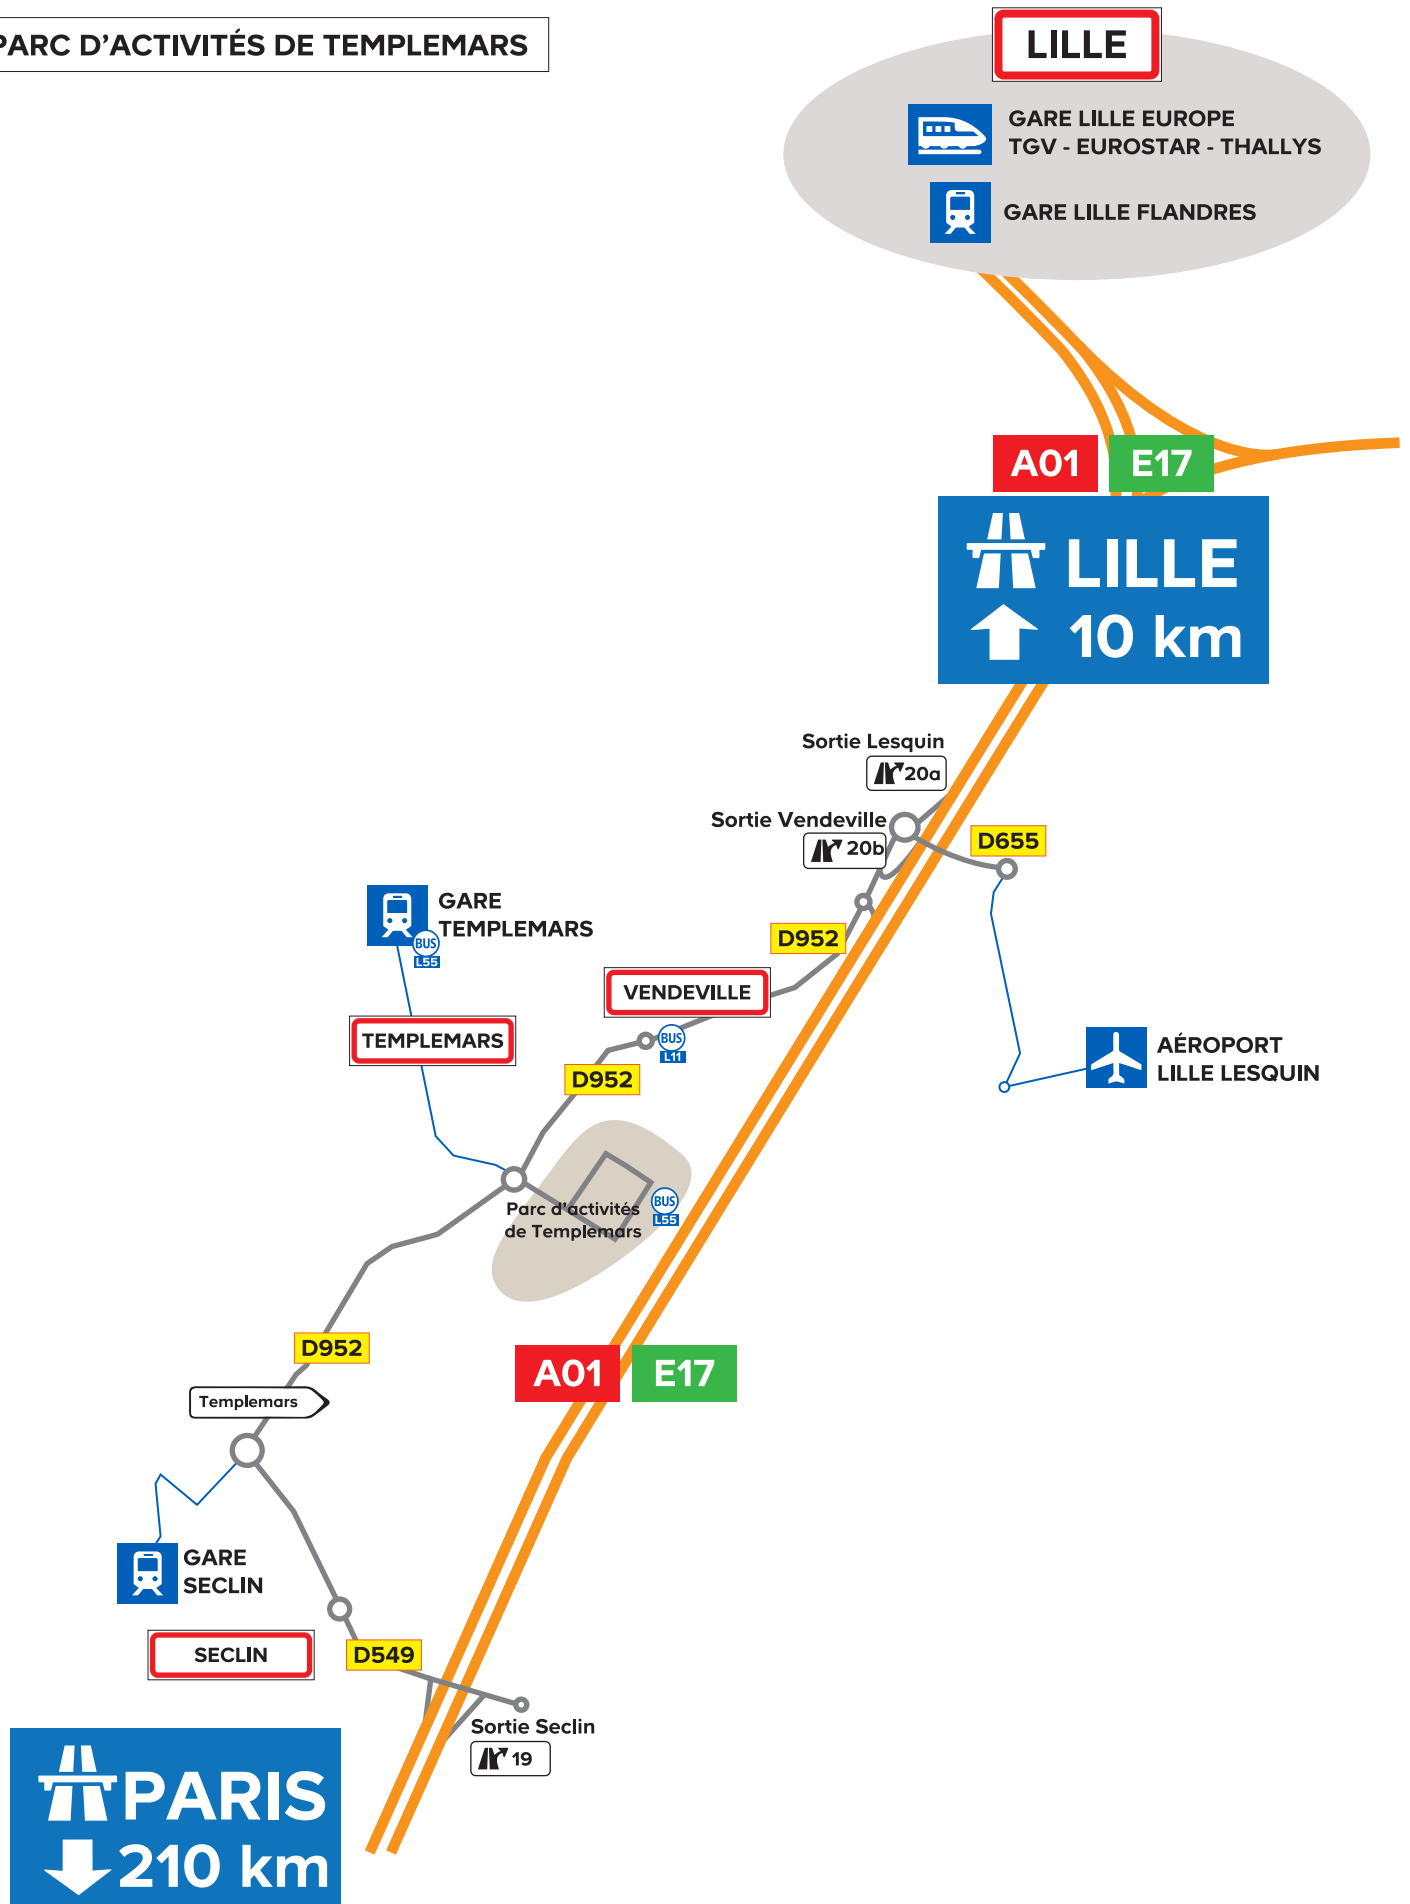 PARC D'ACTIVITÉS DE TEMPLEMARS
LILLE
GARE LILLE EUROPE
TGV - EUROSTAR - THALLYS
GARE LILLE FLANDRES
A01
E17
LILLE
10 km
Sortie Lesquin
20a
Sortie Vendeville
20b
D655
GARE
TEMPLEMARS
BUS
L55
D952
VENDEVILLE
TEMPLEMARS
BUS
L11
AÉROPORT
LILLE LESQUIN
D952
Parc d'activités
de Templemars
BUS
L55
D952
A01
E17
Templemars
GARE
SECLIN
SECLIN
D549
Sortie Seclin
19
PARIS
210 km